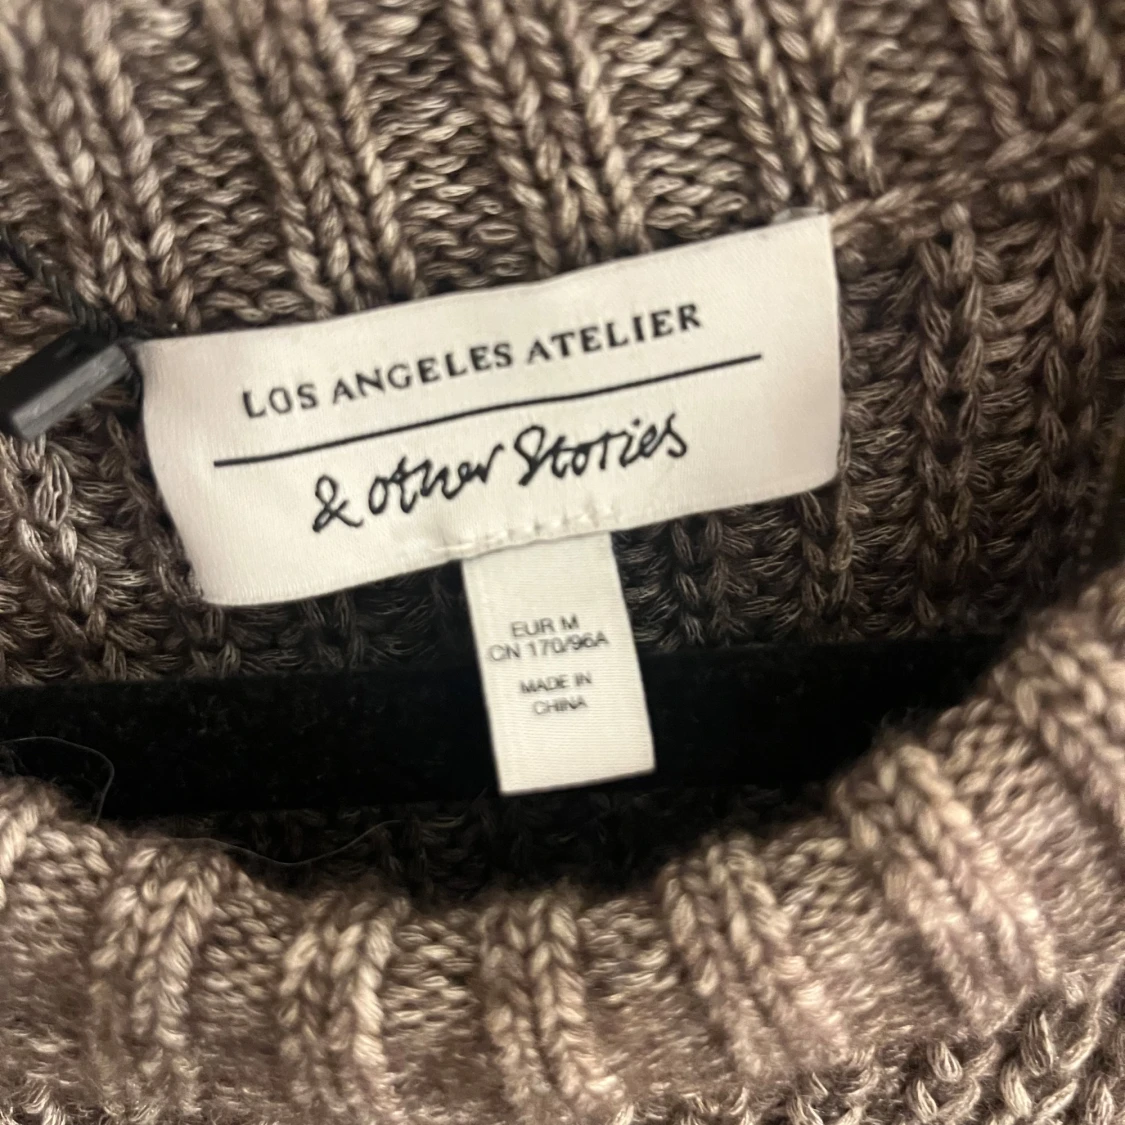 LOS ANGELES ATELIER
& other Stories
EUR M
CN 170/96A
MADE IN
CHINA